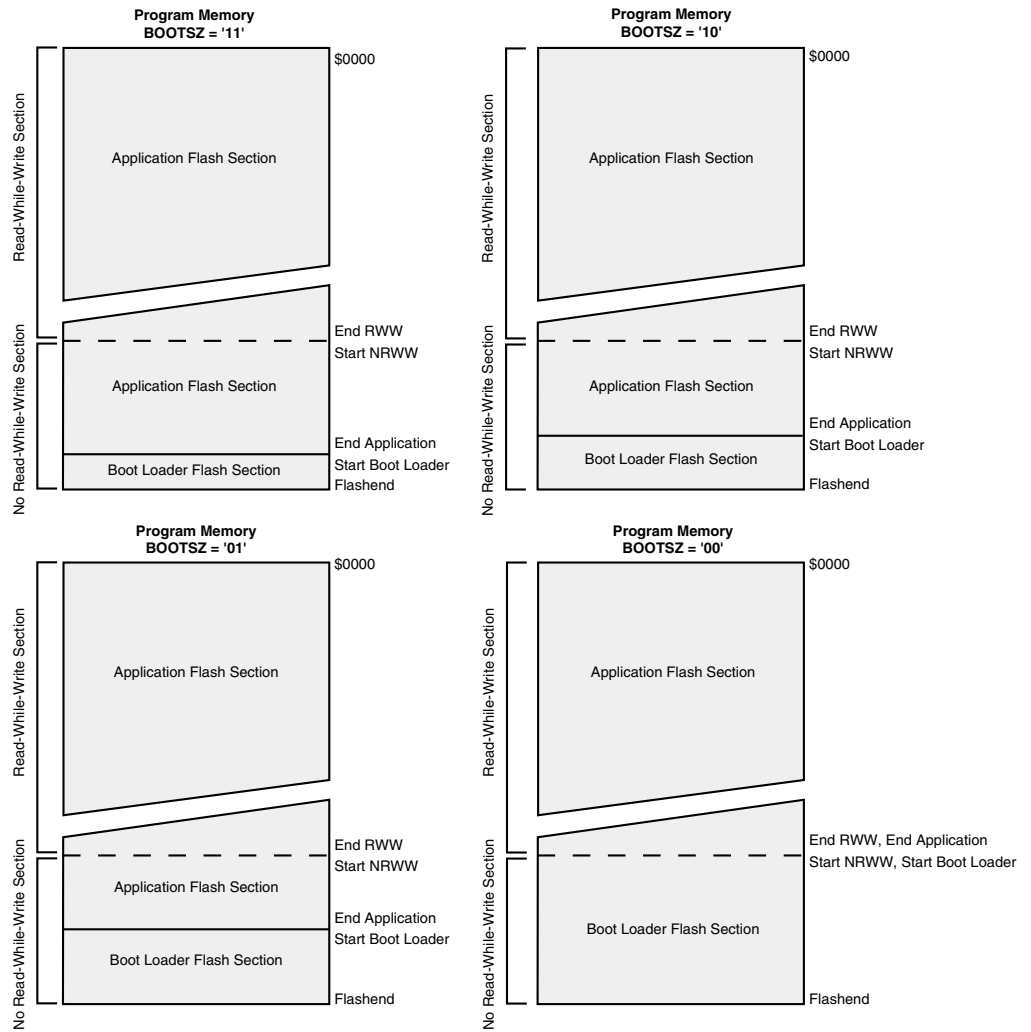 Program Memory
BOOTSZ = '11'
$0000
Read-While-Write Section
Application Flash Section
End RWW
Start NRWW
No Read-While-Write Section
Application Flash Section
End Application
Start Boot Loader
Boot Loader Flash Section
Flashend
Program Memory
BOOTSZ = '10'
$0000
Read-While-Write Section
Application Flash Section
End RWW
Start NRWW
No Read-While-Write Section
Application Flash Section
End Application
Start Boot Loader
Boot Loader Flash Section
Flashend
Program Memory
BOOTSZ = '01'
$0000
Read-While-Write Section
Application Flash Section
End RWW
Start NRWW
No Read-While-Write Section
Application Flash Section
End Application
Start Boot Loader
Boot Loader Flash Section
Flashend
Program Memory
BOOTSZ = '00'
$0000
Read-While-Write Section
Application Flash Section
End RWW, End Application
Start NRWW, Start Boot Loader
No Read-While-Write Section
Boot Loader Flash Section
Flashend